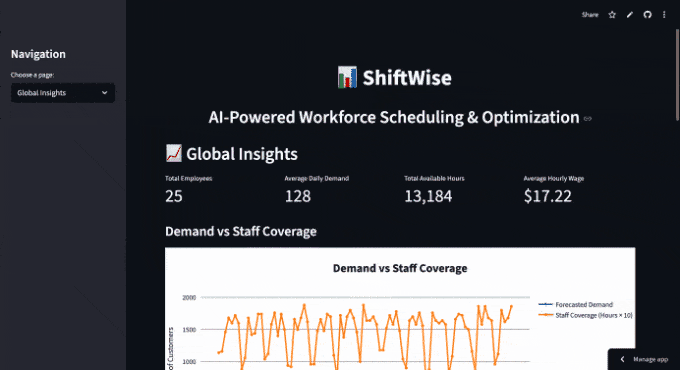 Share
Navigation
Choose a page:
Global Insights
📊 ShiftWise
AI-Powered Workforce Scheduling & Optimization
📈 Global Insights
Total Employees
25
Average Daily Demand
128
Total Available Hours
13,184
Average Hourly Wage
$17.22
Demand vs Staff Coverage
Demand vs Staff Coverage
2000
1500
1000
of Customers
Forecasted Demand
Staff Coverage (Hours × 10)
Manage app